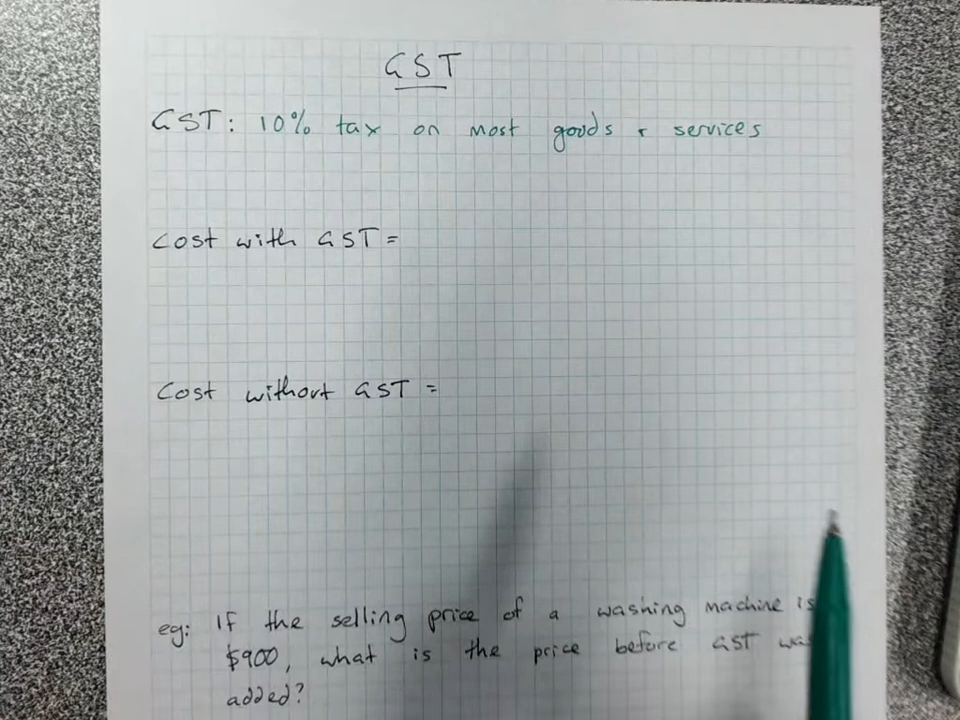 GST
GST: 10% tax on most goods + services
Cost with GST =
Cost without GST =
eg: If the selling price of a washing machine is
$900, what is the price before GST was
added?